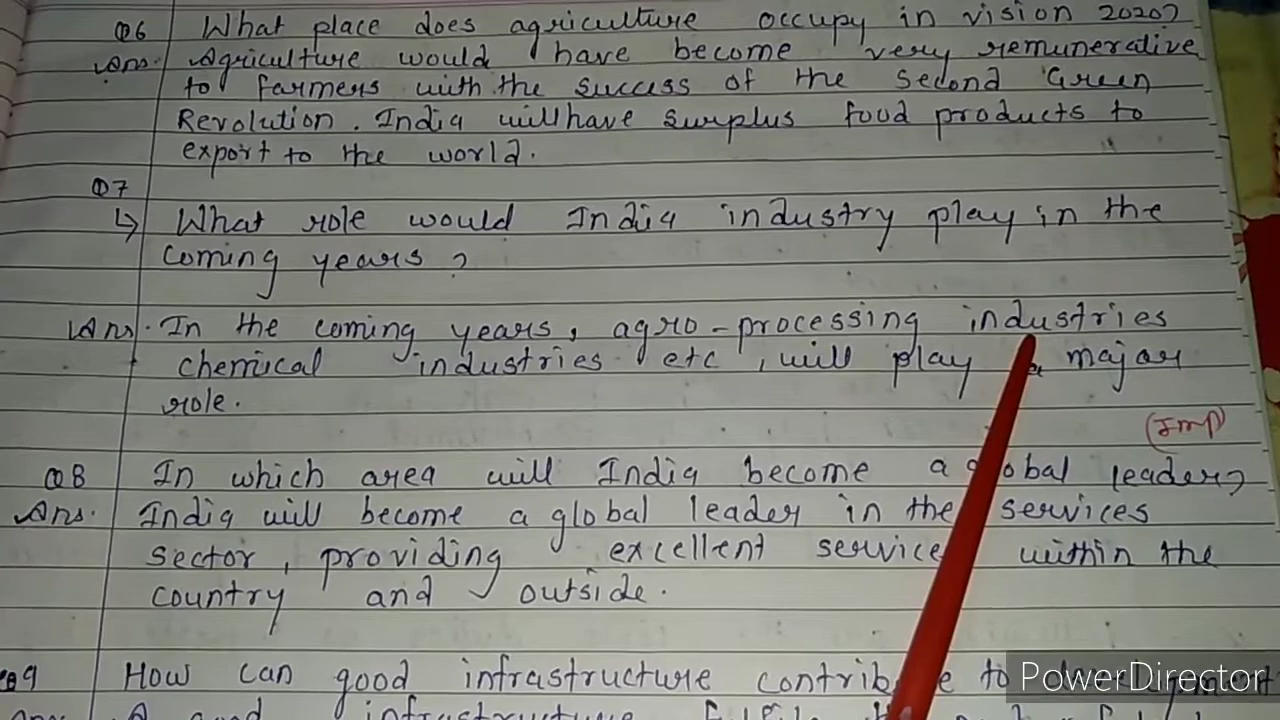 Q6 What place does agriculture occupy in vision 2020?
Ans. Agriculture would have become very remunerative
to farmers with the success of the second Green
Revolution. India will have surplus food products to
export to the world.
Q7
↳ What role would India industry play in the
coming years?
Ans. In the coming years, agro-processing industries
chemical industries etc, will play a major
role.
(Imp)
Q8 In which area will India become a global leader?
Ans. India will become a global leader in the services
sector, providing excellent service within the
country and outside.
Q9 How can good infrastructure contribute to
Ans. A good infrastructure
PowerDirector